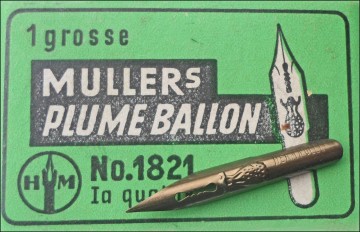 1 grosse
MULLERS
PLUME BALLON
No.1821
HM
Ia